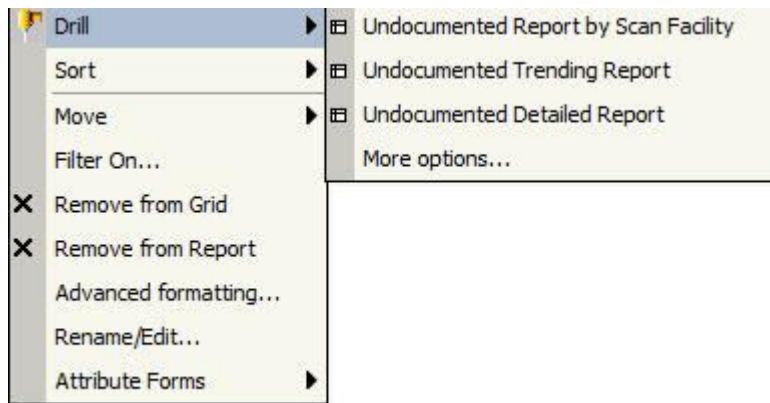 Drill
Sort
Move
Filter On...
Remove from Grid
Remove from Report
Advanced formatting...
Rename/Edit...
Attribute Forms
Undocumented Report by Scan Facility
Undocumented Trending Report
Undocumented Detailed Report
More options...